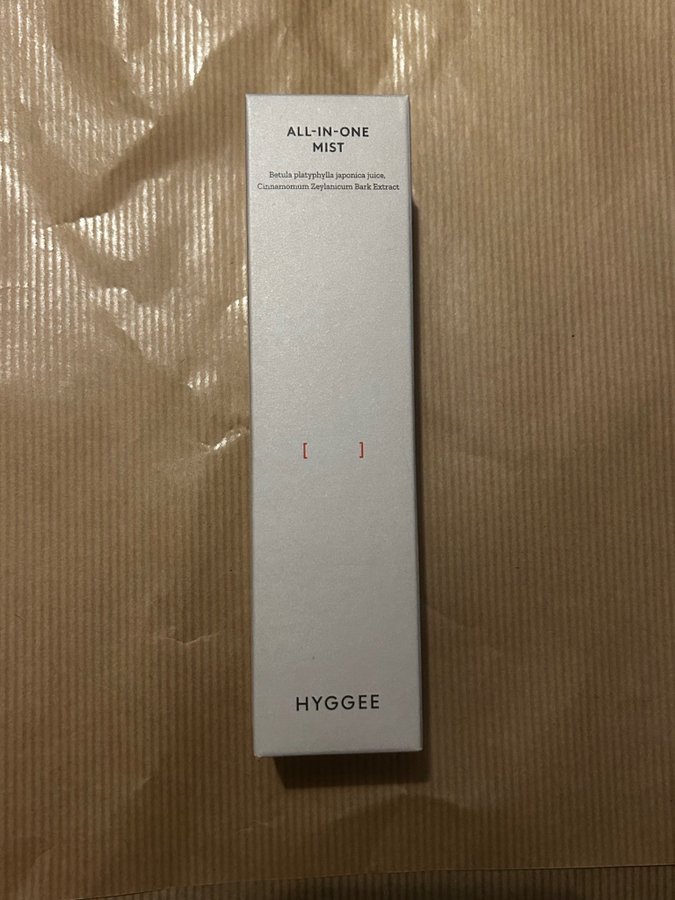 ALL-IN-ONE
MIST
Betula platyphylla japonica juice,
Cinnamomum Zeylanicum Bark Extract
[ ]
HYGGEE